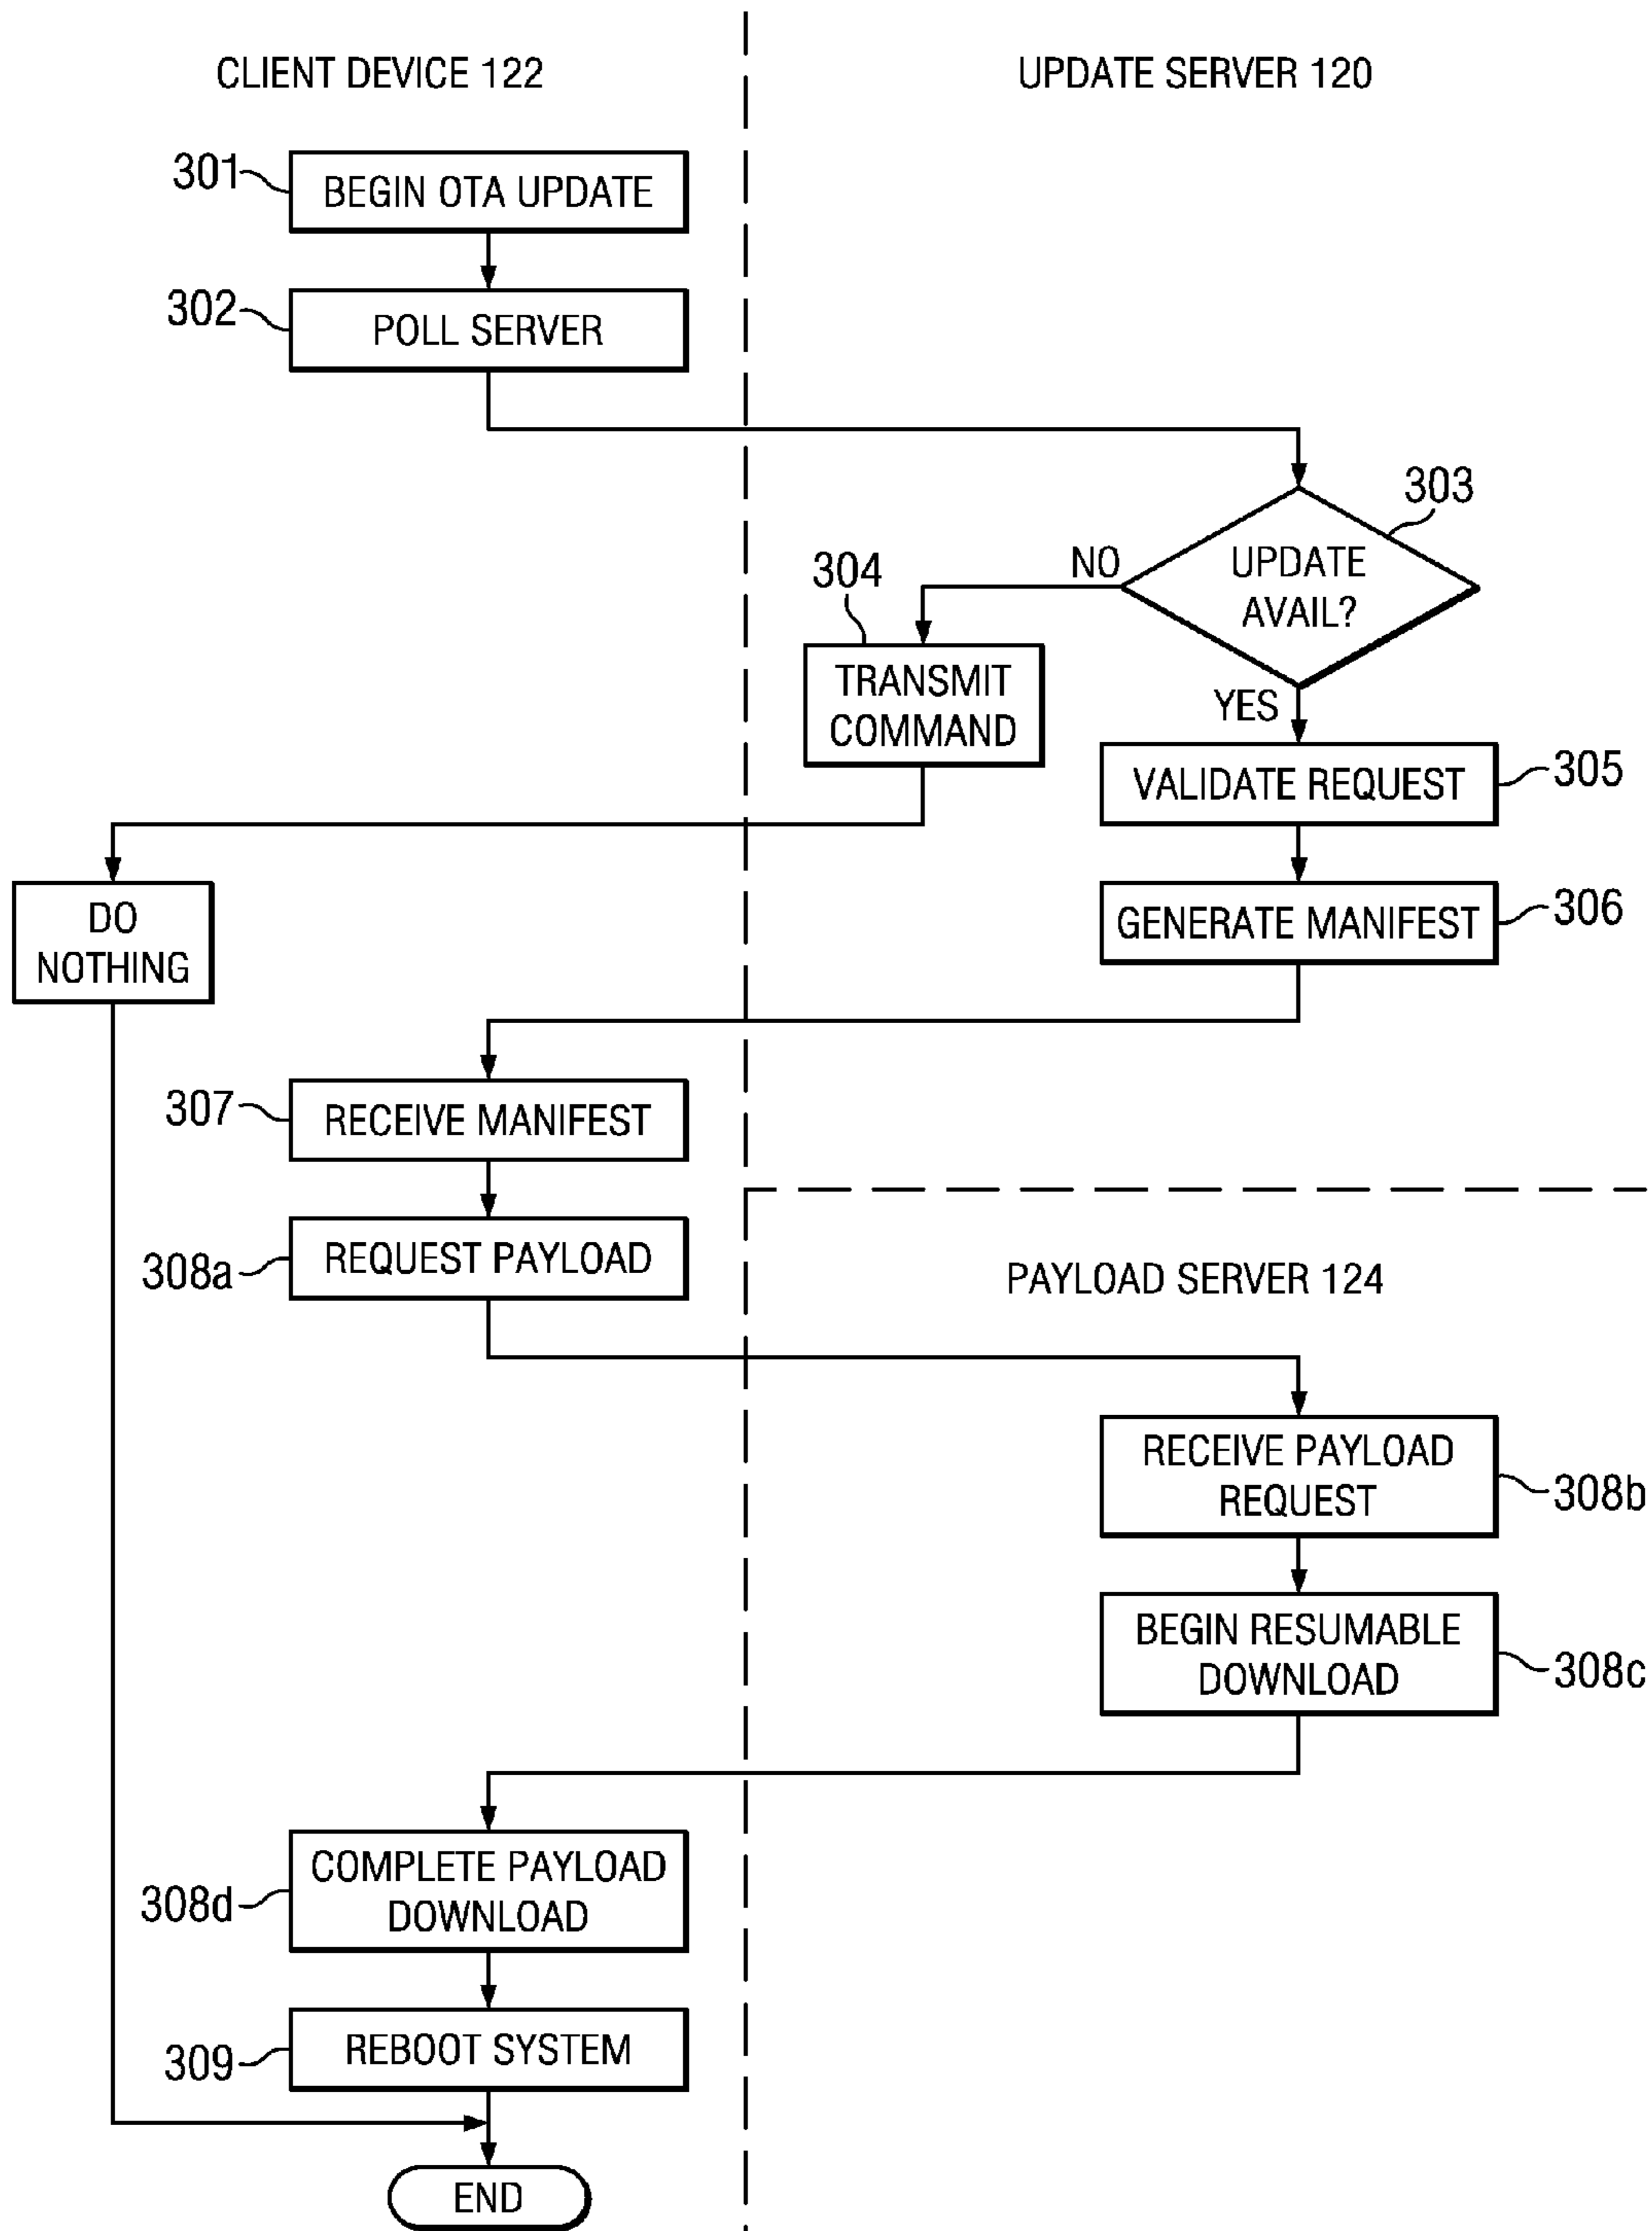 CLIENT DEVICE 122
UPDATE SERVER 120
301
BEGIN OTA UPDATE
302
POLL SERVER
303
UPDATE
AVAIL?
NO
YES
304
TRANSMIT
COMMAND
VALIDATE REQUEST
305
DO
NOTHING
GENERATE MANIFEST
306
307
RECEIVE MANIFEST
308a
REQUEST PAYLOAD
PAYLOAD SERVER 124
RECEIVE PAYLOAD
REQUEST
308b
BEGIN RESUMABLE
DOWNLOAD
308c
308d
COMPLETE PAYLOAD
DOWNLOAD
309
REBOOT SYSTEM
END